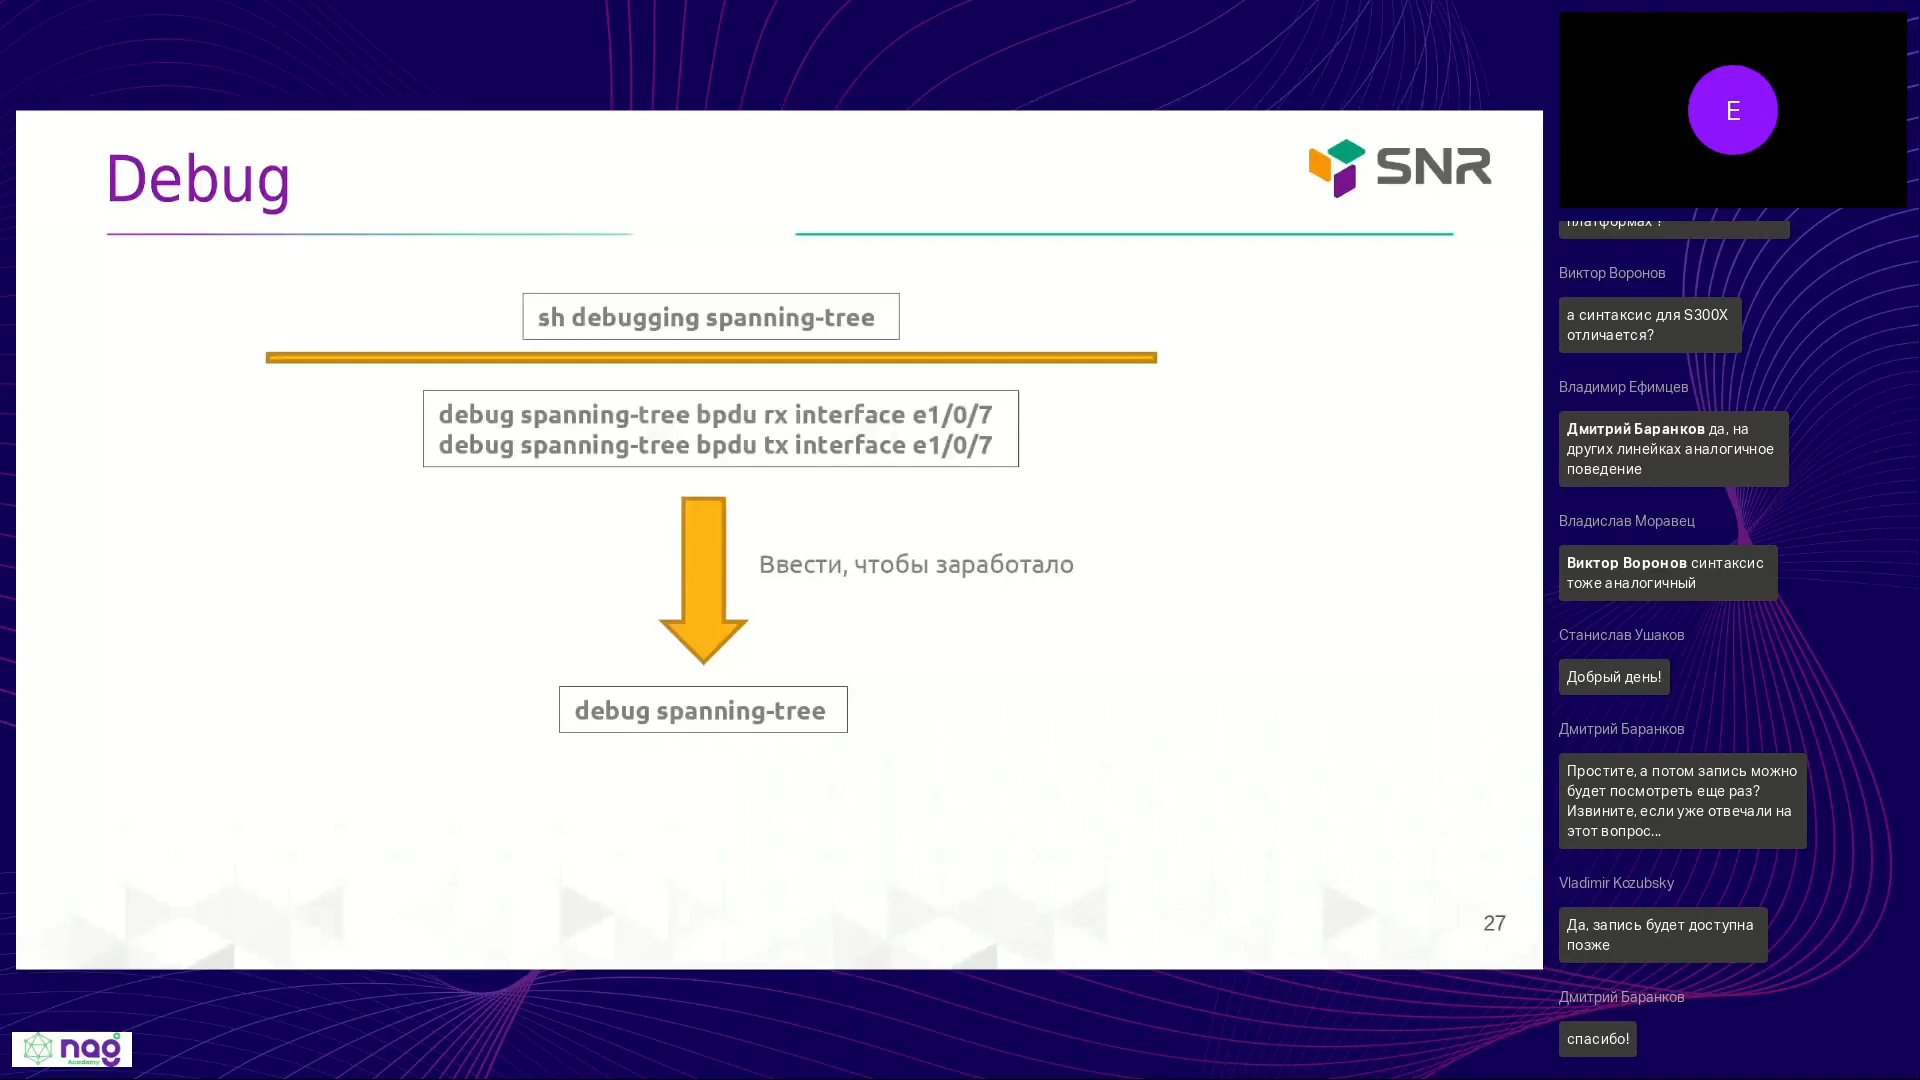 Debug
SNR
sh debugging spanning-tree
debug spanning-tree bpdu rx interface e1/0/7
debug spanning-tree bpdu tx interface e1/0/7
Ввести, чтобы заработало
debug spanning-tree
27
nag
Academy
E
платформах ?
Виктор Воронов
а синтаксис для S300X
отличается?
Владимир Ефимцев
Дмитрий Баранков да, на
других линейках аналогичное
поведение
Владислав Моравец
Виктор Воронов синтаксис
тоже аналогичный
Станислав Ушаков
Добрый день!
Дмитрий Баранков
Простите, а потом запись можно
будет посмотреть еще раз?
Извините, если уже отвечали на
этот вопрос...
Vladimir Kozubsky
Да, запись будет доступна
позже
Дмитрий Баранков
спасибо!